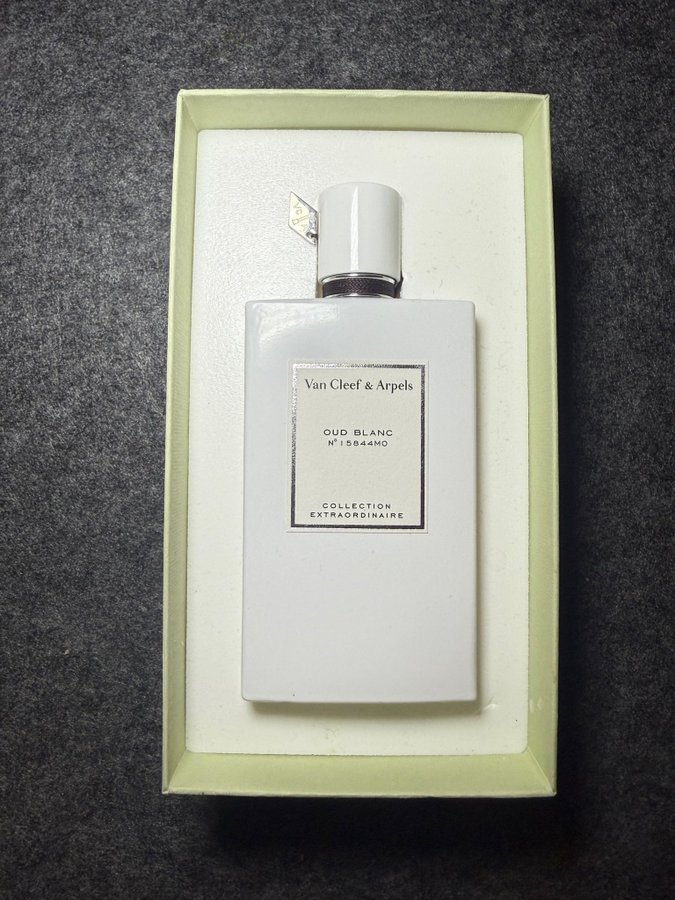 Van Cleef & Arpels
OUD BLANC
N° 15844MO
COLLECTION
EXTRAORDINAIRE